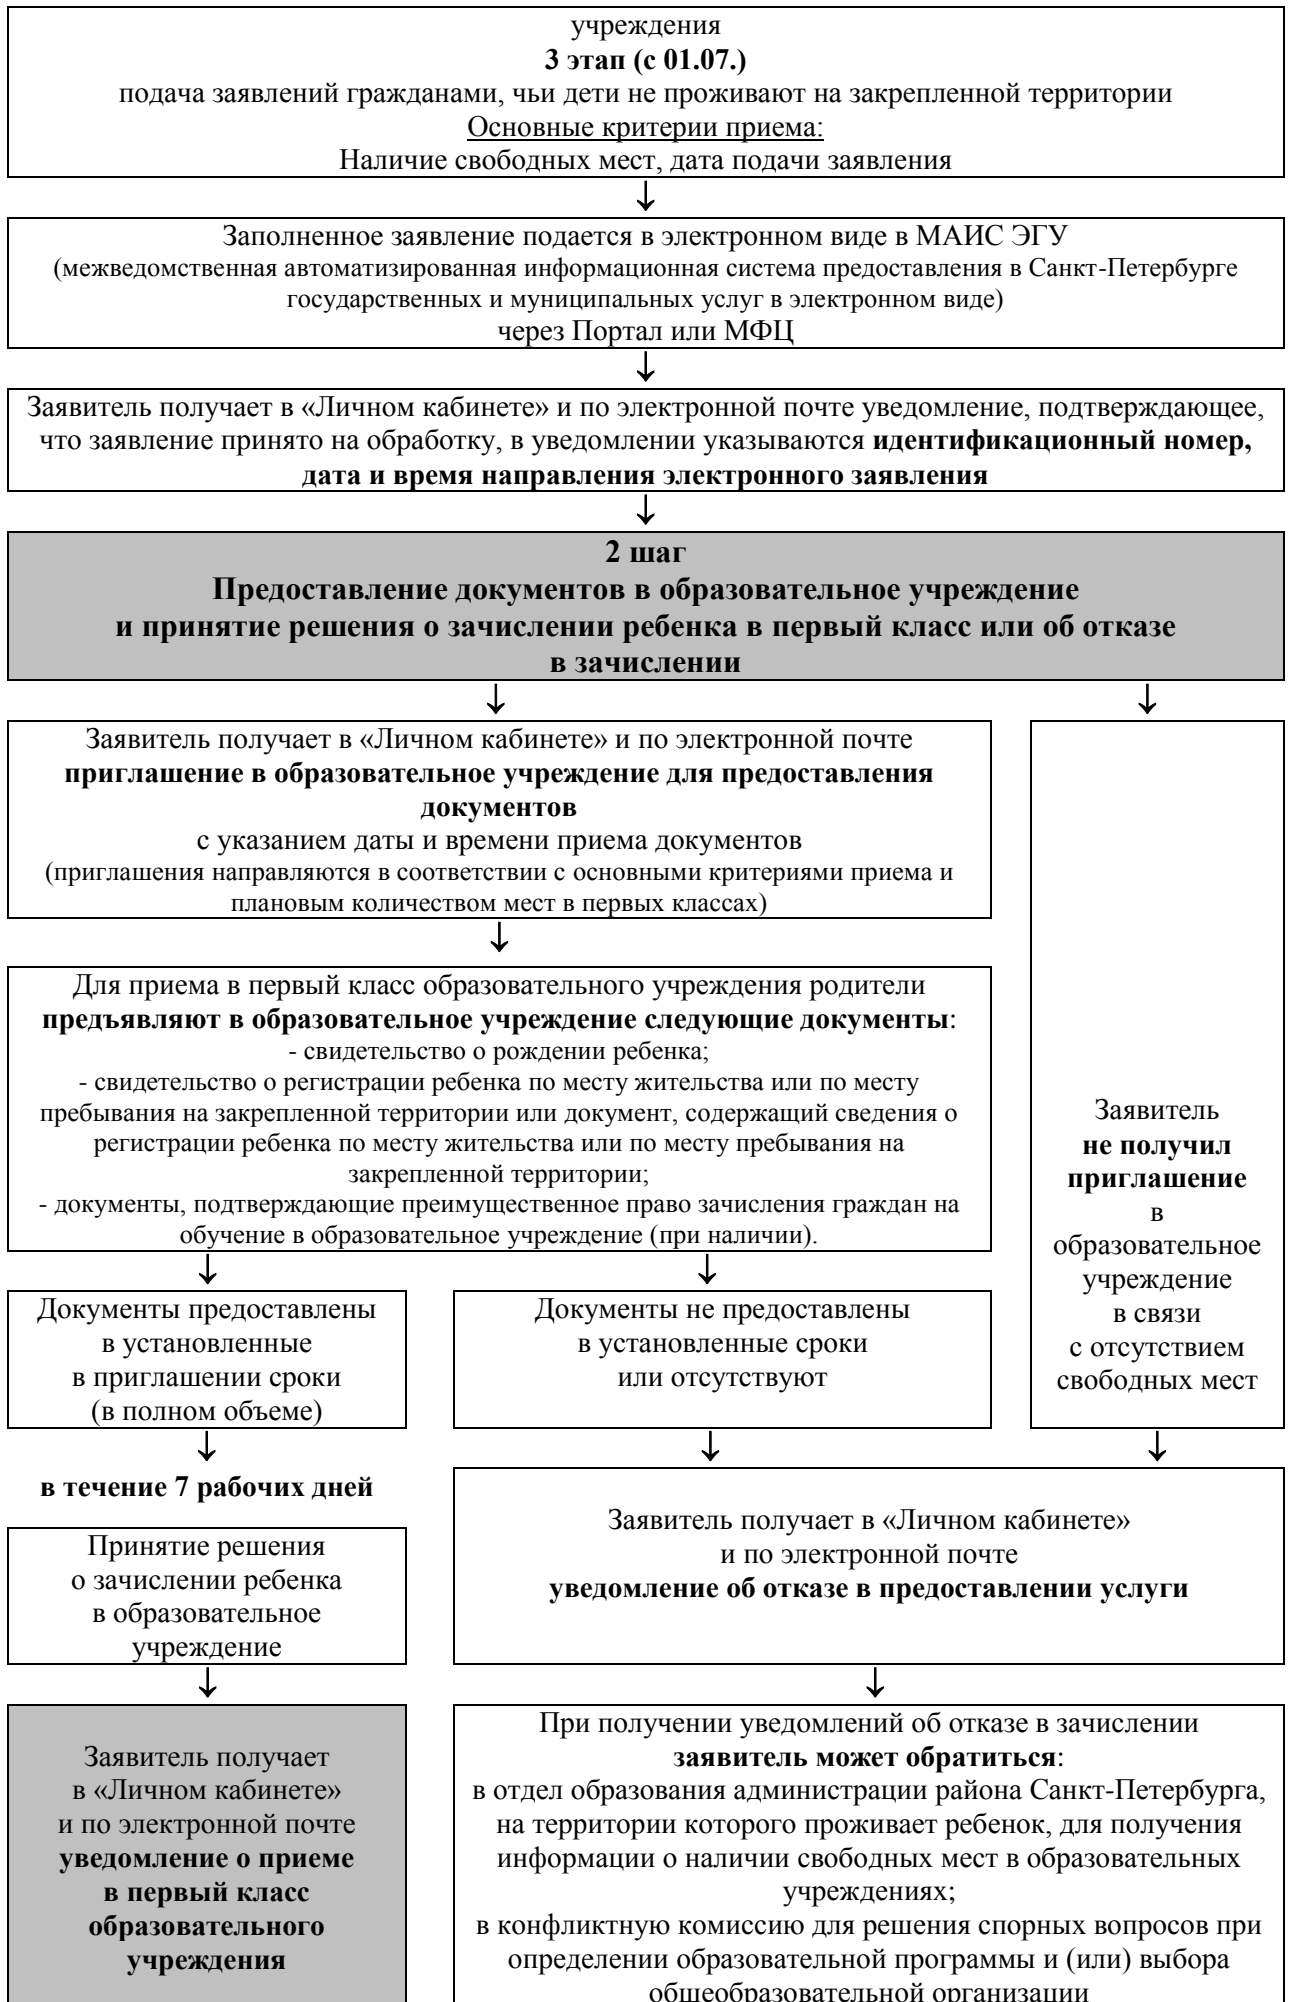 учреждения
3 этап (с 01.07.)
подача заявлений гражданами, чьи дети не проживают на закрепленной территории
Основные критерии приема:
Наличие свободных мест, дата подачи заявления
↓
Заполненное заявление подается в электронном виде в МАИС ЭГУ
(межведомственная автоматизированная информационная система предоставления в Санкт-Петербурге
государственных и муниципальных услуг в электронном виде)
через Портал или МФЦ
↓
Заявитель получает в «Личном кабинете» и по электронной почте уведомление, подтверждающее,
что заявление принято на обработку, в уведомлении указываются идентификационный номер,
дата и время направления электронного заявления
↓
2 шаг
Предоставление документов в образовательное учреждение
и принятие решения о зачислении ребенка в первый класс или об отказе
в зачислении
↓ ↓
Заявитель получает в «Личном кабинете» и по электронной почте
приглашение в образовательное учреждение для предоставления
документов
с указанием даты и времени приема документов
(приглашения направляются в соответствии с основными критериями приема и
плановым количеством мест в первых классах)
↓
Для приема в первый класс образовательного учреждения родители
предъявляют в образовательное учреждение следующие документы:
- свидетельство о рождении ребенка;
- свидетельство о регистрации ребенка по месту жительства или по месту
пребывания на закрепленной территории или документ, содержащий сведения о
регистрации ребенка по месту жительства или по месту пребывания на
закрепленной территории;
- документы, подтверждающие преимущественное право зачисления граждан на
обучение в образовательное учреждение (при наличии).
Заявитель
не получил
приглашение
в
образовательное
учреждение
в связи
с отсутствием
свободных мест
↓ ↓
Документы предоставлены
в установленные
в приглашении сроки
(в полном объеме)
Документы не предоставлены
в установленные сроки
или отсутствуют
↓ ↓ ↓
в течение 7 рабочих дней
Принятие решения
о зачислении ребенка
в образовательное
учреждение
Заявитель получает в «Личном кабинете»
и по электронной почте
уведомление об отказе в предоставлении услуги
↓ ↓
Заявитель получает
в «Личном кабинете»
и по электронной почте
уведомление о приеме
в первый класс
образовательного
учреждения
При получении уведомлений об отказе в зачислении
заявитель может обратиться:
в отдел образования администрации района Санкт-Петербурга,
на территории которого проживает ребенок, для получения
информации о наличии свободных мест в образовательных
учреждениях;
в конфликтную комиссию для решения спорных вопросов при
определении образовательной программы и (или) выбора
общеобразовательной организации